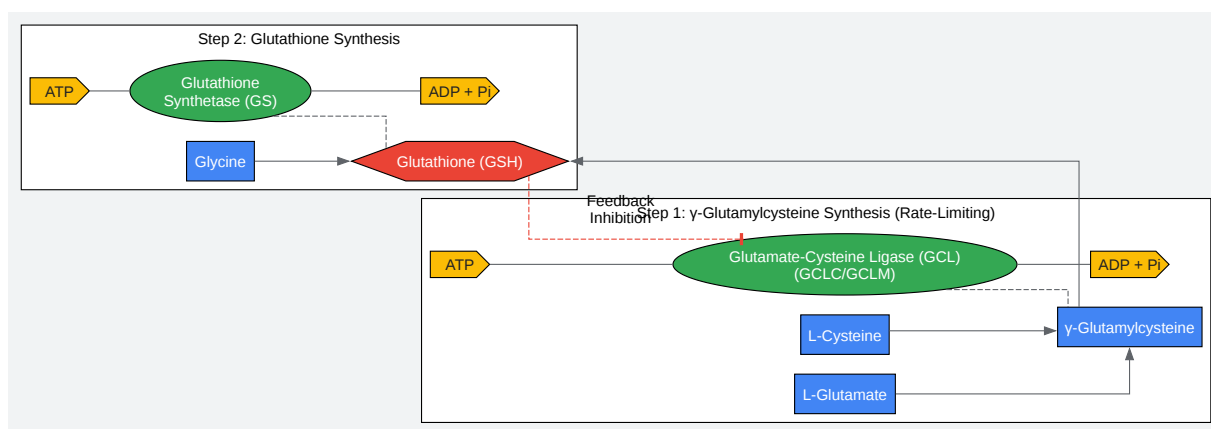 Step 2: Glutathione Synthesis
ATP
Glutathione
Synthetase (GS)
ADP + Pi
Glycine
Glutathione (GSH)
Feedback
Inhibition
Step 1: γ-Glutamylcysteine Synthesis (Rate-Limiting)
ATP
Glutamate-Cysteine Ligase (GCL)
(GCLC/GCLM)
ADP + Pi
L-Cysteine
γ-Glutamylcysteine
L-Glutamate